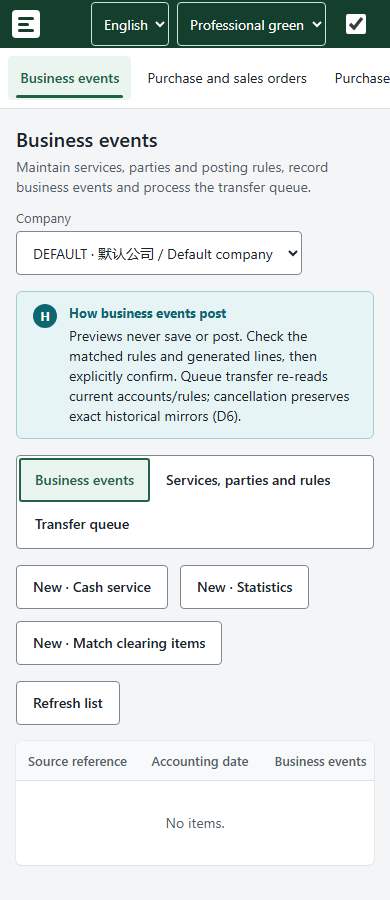 English
Professional green
Business events
Purchase and sales orders
Purchase
Business events
Maintain services, parties and posting rules, record
business events and process the transfer queue.
Company
DEFAULT · 默认公司 / Default company
H
How business events post
Previews never save or post. Check the
matched rules and generated lines, then
explicitly confirm. Queue transfer re-reads
current accounts/rules; cancellation preserves
exact historical mirrors (D6).
Business events
Services, parties and rules
Transfer queue
New · Cash service
New · Statistics
New · Match clearing items
Refresh list
Source reference
Accounting date
Business events
No items.